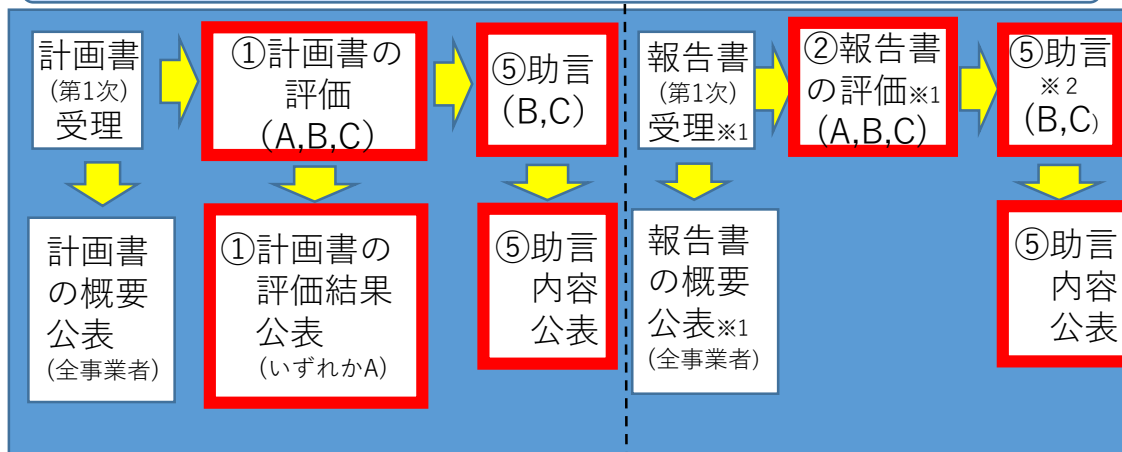 計画書
(第1次)
受理
①計画書の
評価
(A,B,C)
⑤助言
(B,C)
報告書
(第1次)
受理※1
②報告書
の評価※1
(A,B,C)
⑤助言
※2
(B,C)
計画書
の概要
公表
(全事業者)
①計画書の
評価結果
公表
(いずれかA)
⑤助言
内容
公表
報告書
の概要
公表※1
(全事業者)
⑤助言
内容
公表